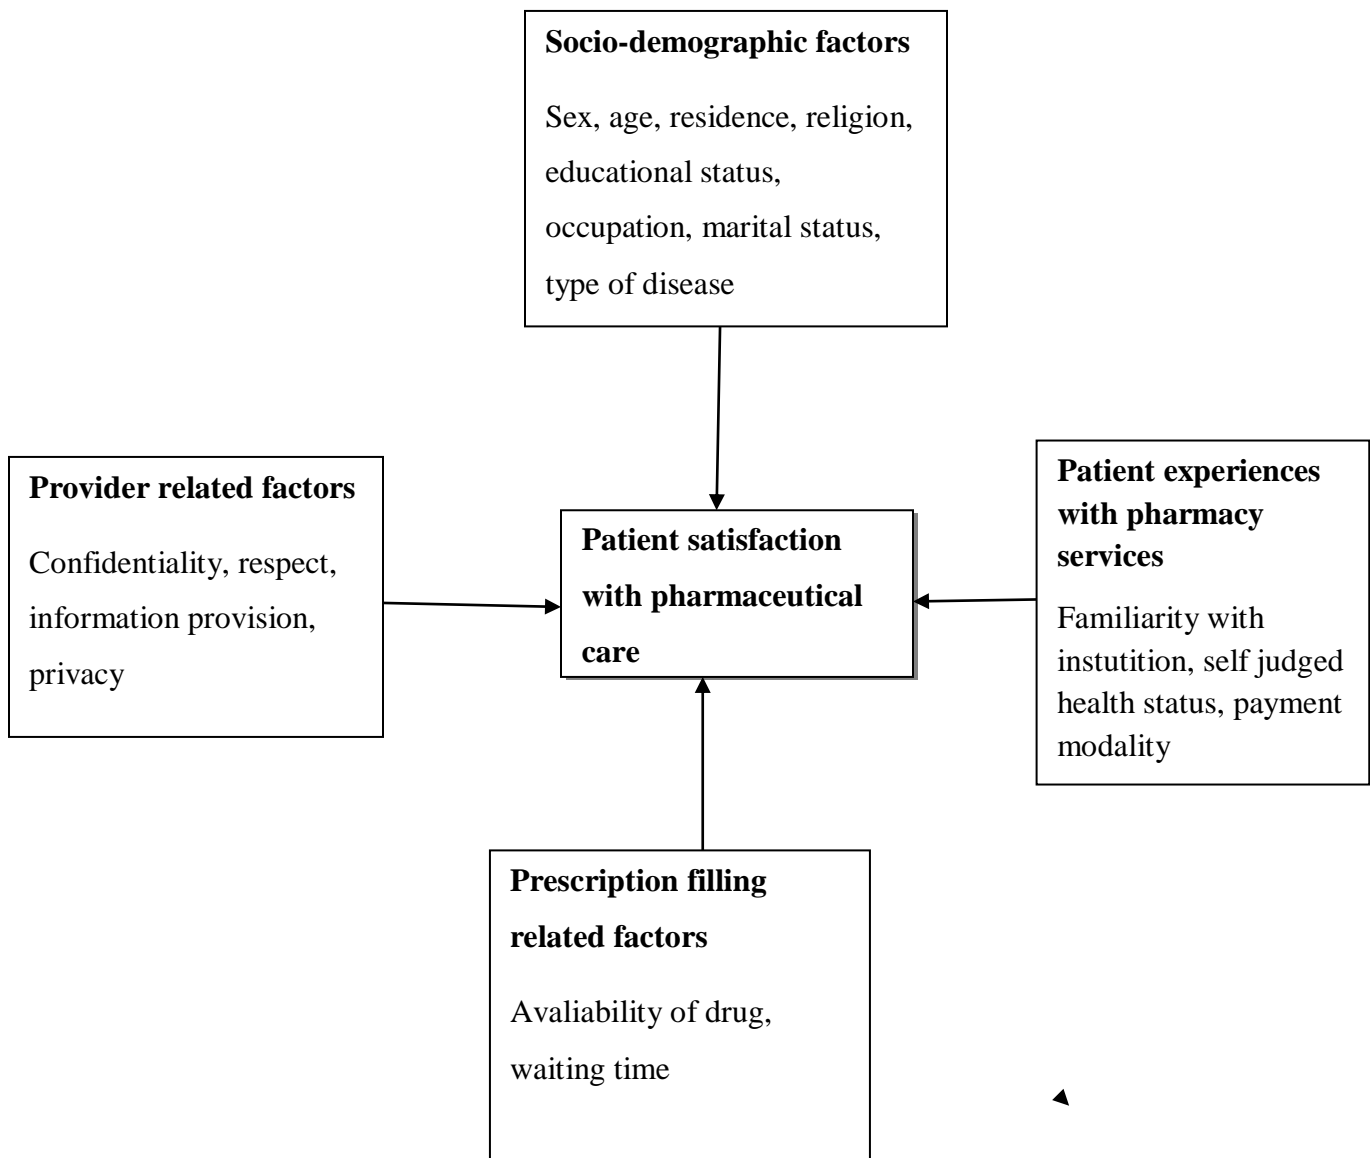 Socio-demographic factors
Sex, age, residence, religion,
educational status,
occupation, marital status,
type of disease
Provider related factors
Confidentiality, respect,
information provision,
privacy
Patient satisfaction
with pharmaceutical
care
Patient experiences
with pharmacy
services
Familiarity with
instutition, self judged
health status, payment
modality
Prescription filling
related factors
Avaliability of drug,
waiting time